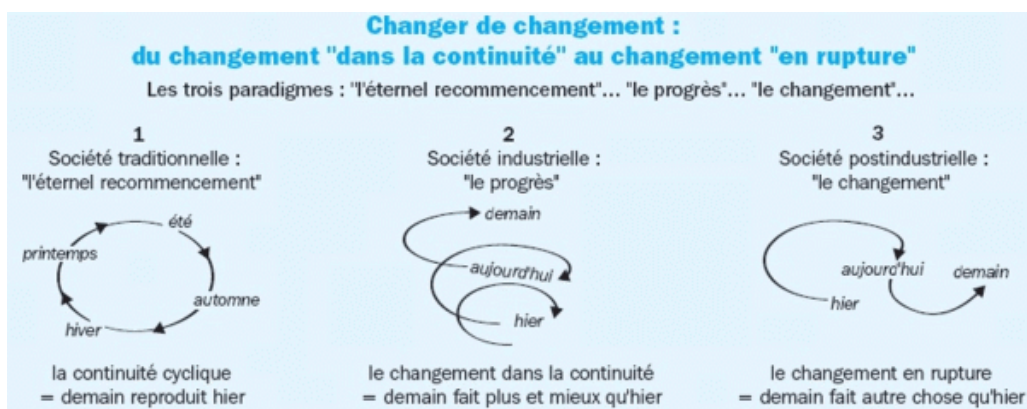 Changer de changement :
du changement "dans la continuité" au changement "en rupture"
Les trois paradigmes : "l'éternel recommencement"... "le progrès"... "le changement"...
1
Société traditionnelle :
"l'éternel recommencement"
été
printemps
automne
hiver
la continuité cyclique
= demain reproduit hier
2
Société industrielle :
"le progrès"
demain
aujourd'hui
hier
le changement dans la continuité
= demain fait plus et mieux qu'hier
3
Société postindustrielle :
"le changement"
aujourd'hui
demain
hier
le changement en rupture
= demain fait autre chose qu'hier